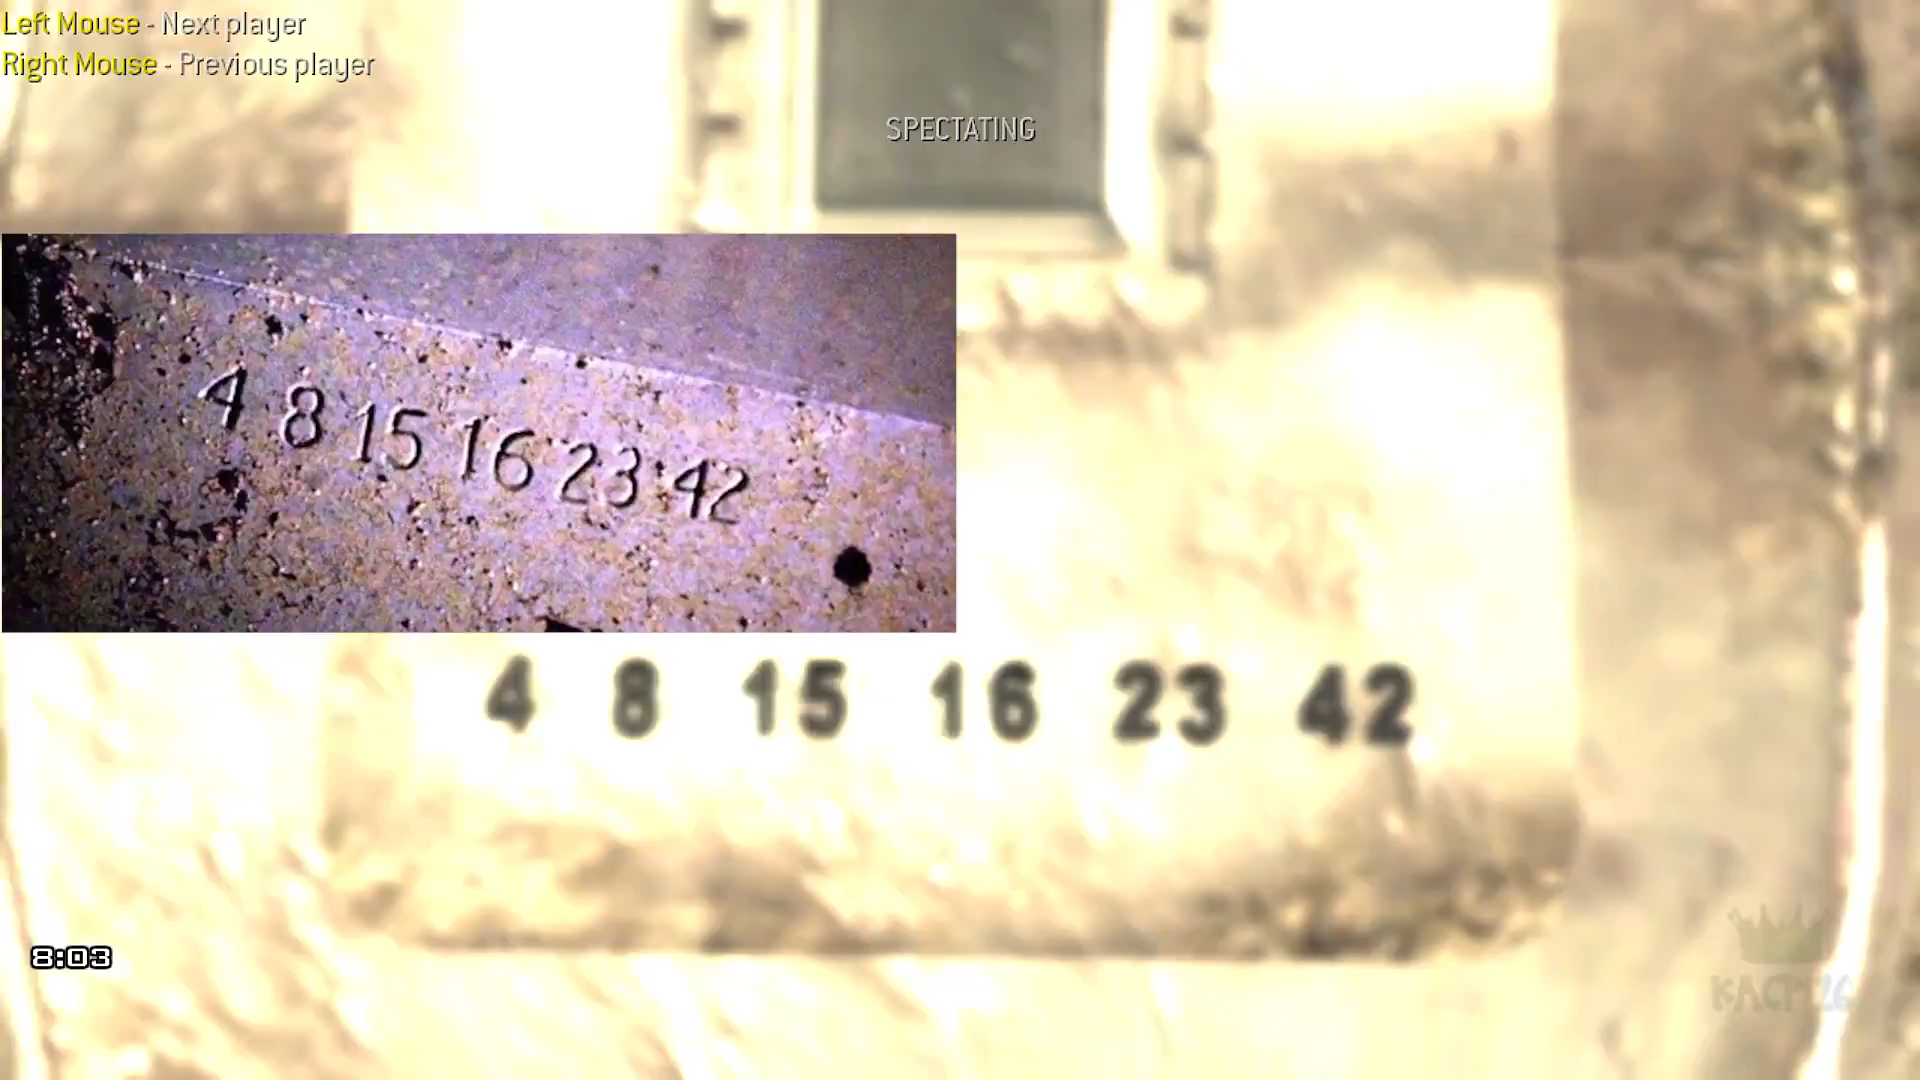 Left Mouse - Next player
Right Mouse - Previous player
SPECTATING
4 8 15 16 23 42
4 8 15 16 23 42
8:03